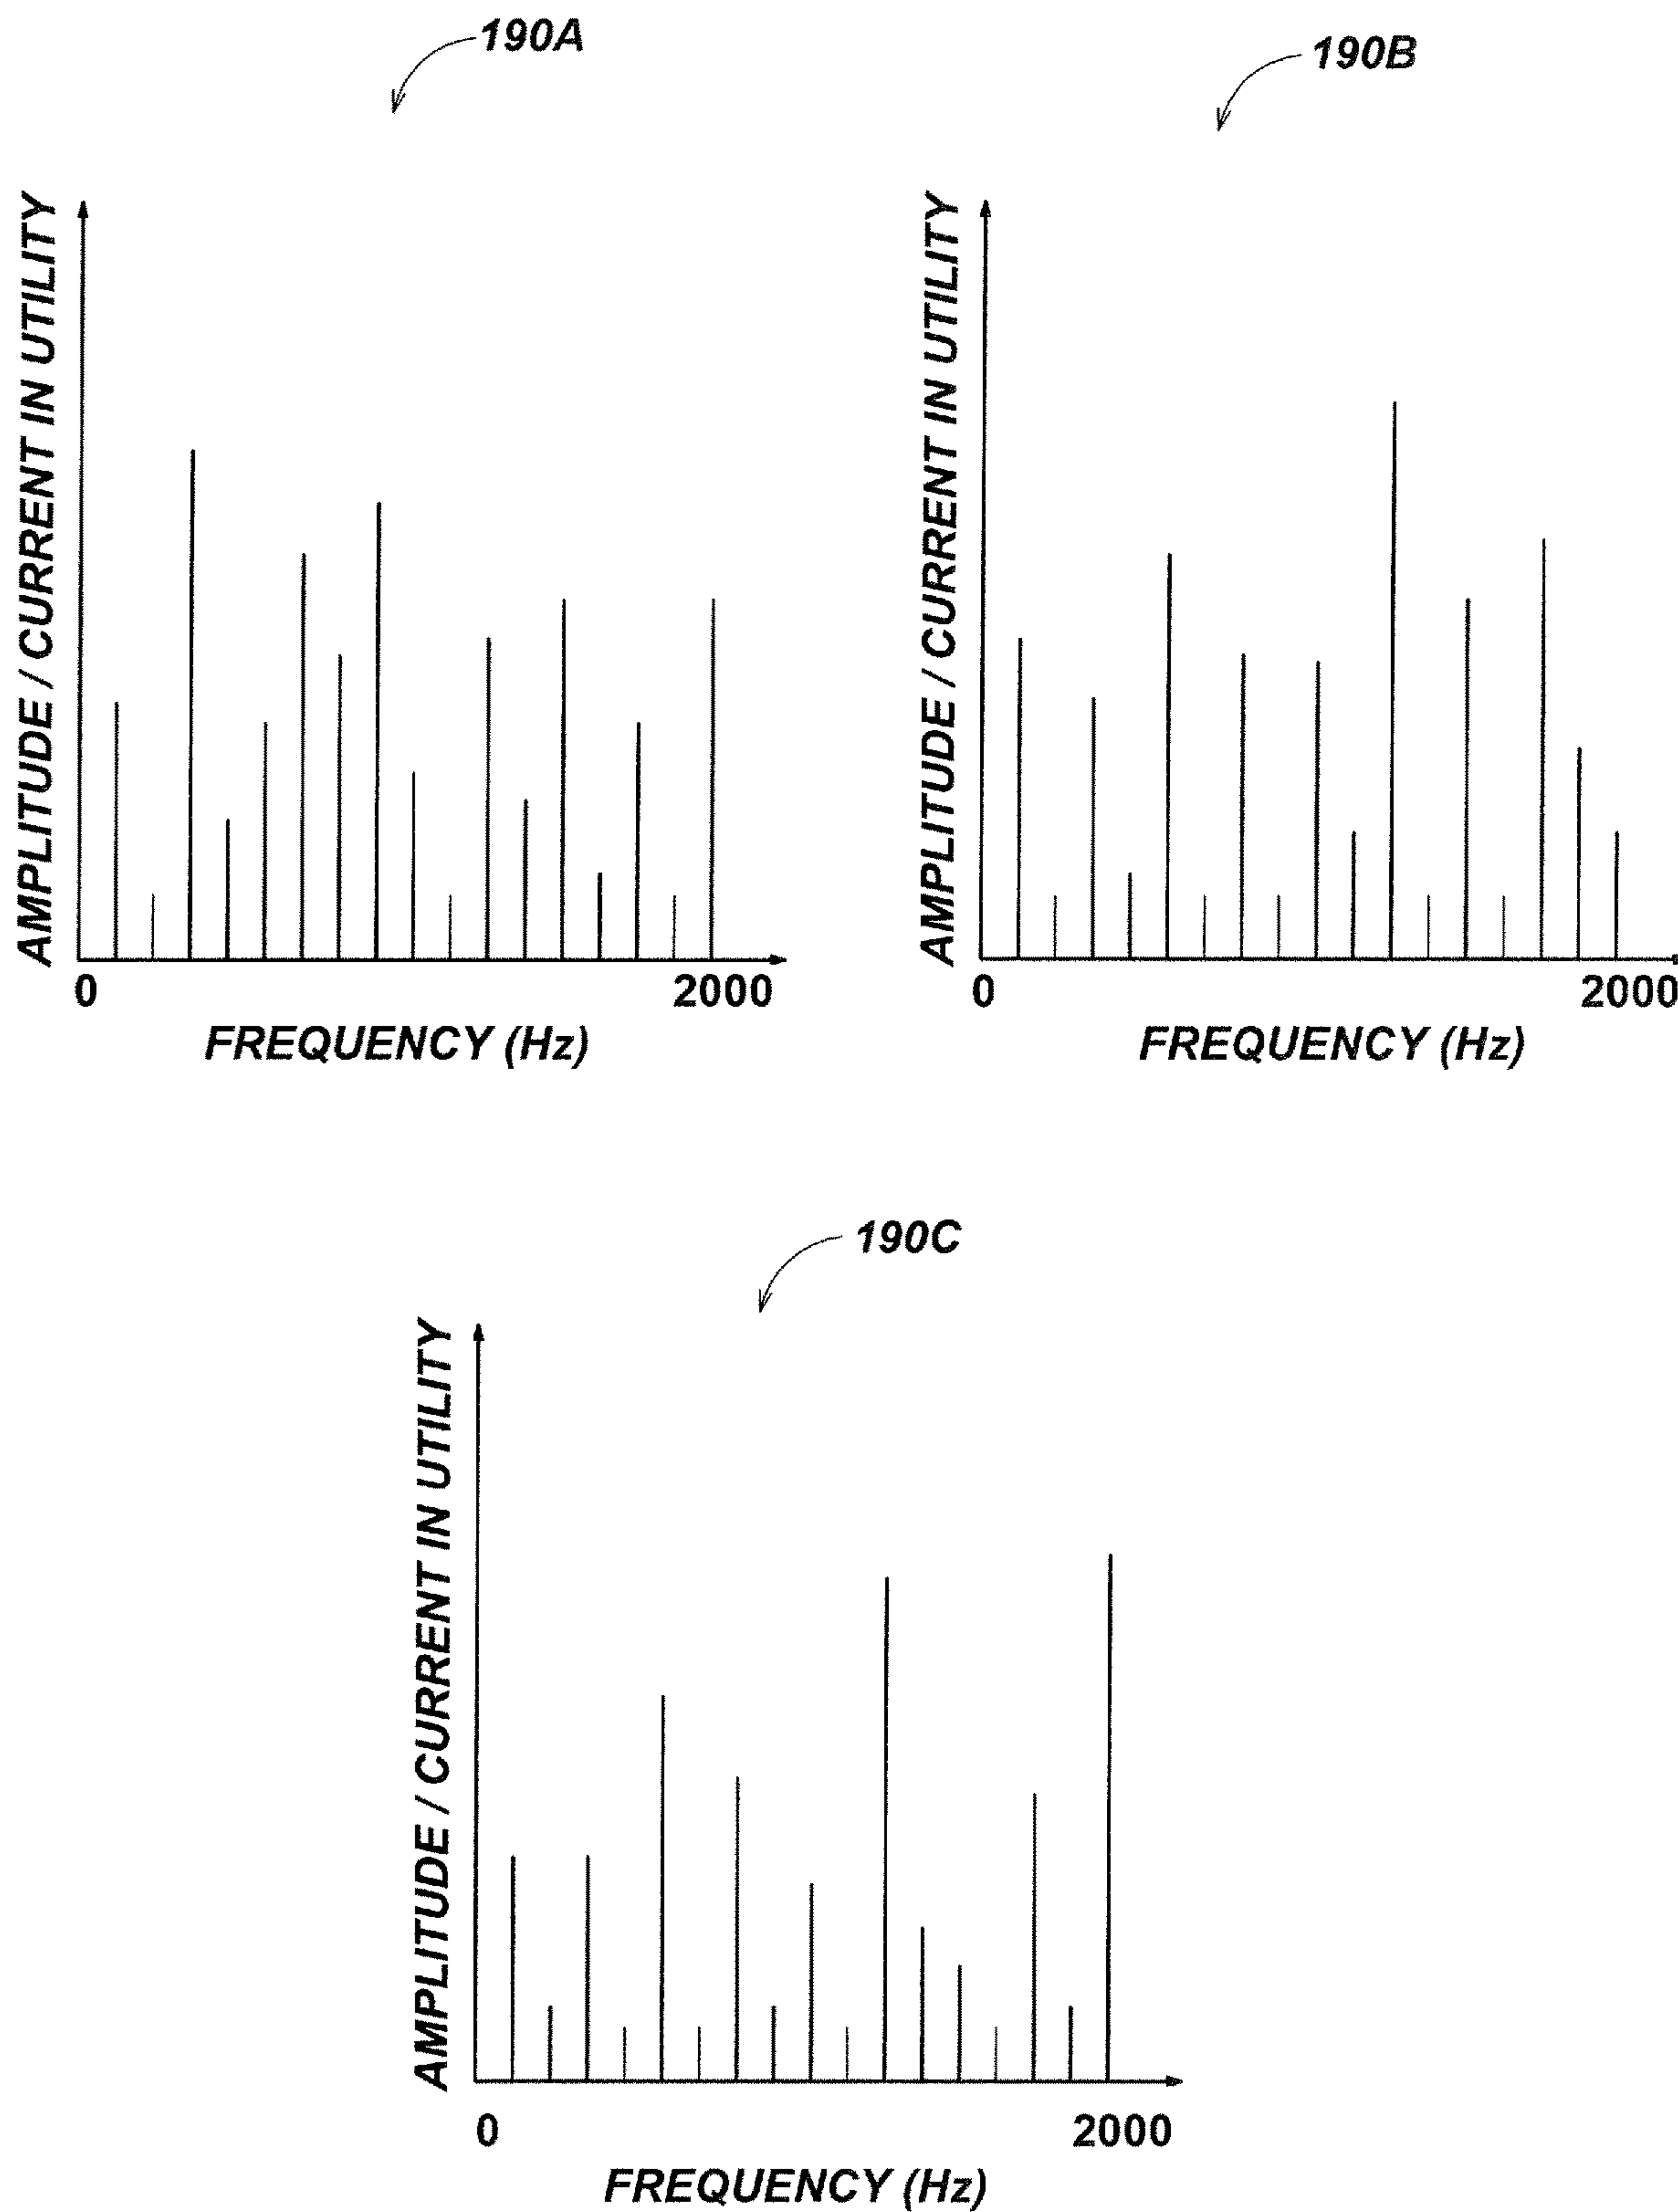 190A
AMPLITUDE / CURRENT IN UTILITY
0
2000
FREQUENCY (Hz)
190B
AMPLITUDE / CURRENT IN UTILITY
0
2000
FREQUENCY (Hz)
190C
AMPLITUDE / CURRENT IN UTILITY
0
2000
FREQUENCY (Hz)